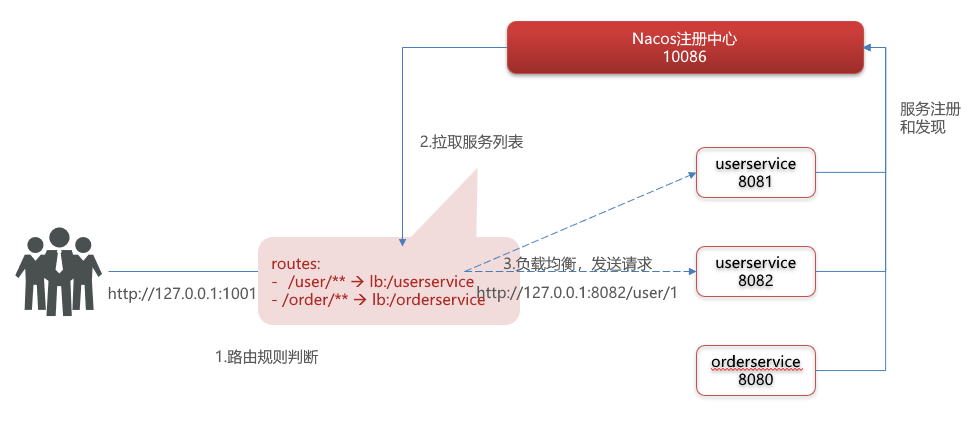 Nacos注册中心
10086
服务注册
和发现
2.拉取服务列表
userservice
8081
routes:
- /user/** → lb:/userservice
- /order/** → lb:/orderservice
http://127.0.0.1:1001
3.负载均衡，发送请求
http://127.0.0.1:8082/user/1
userservice
8082
1.路由规则判断
orderservice
8080